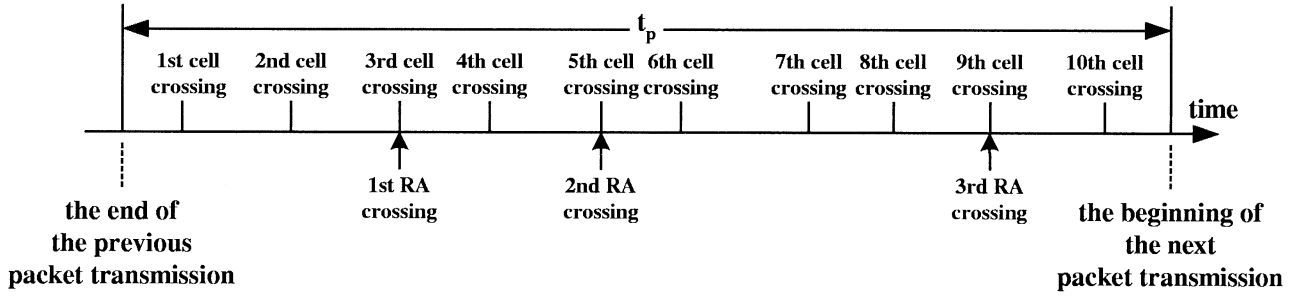 tp
1st cell crossing
2nd cell crossing
3rd cell crossing
4th cell crossing
5th cell crossing
6th cell crossing
7th cell crossing
8th cell crossing
9th cell crossing
10th cell crossing
time
1st RA crossing
2nd RA crossing
3rd RA crossing
the end of
the previous
packet transmission
the beginning of
the next
packet transmission